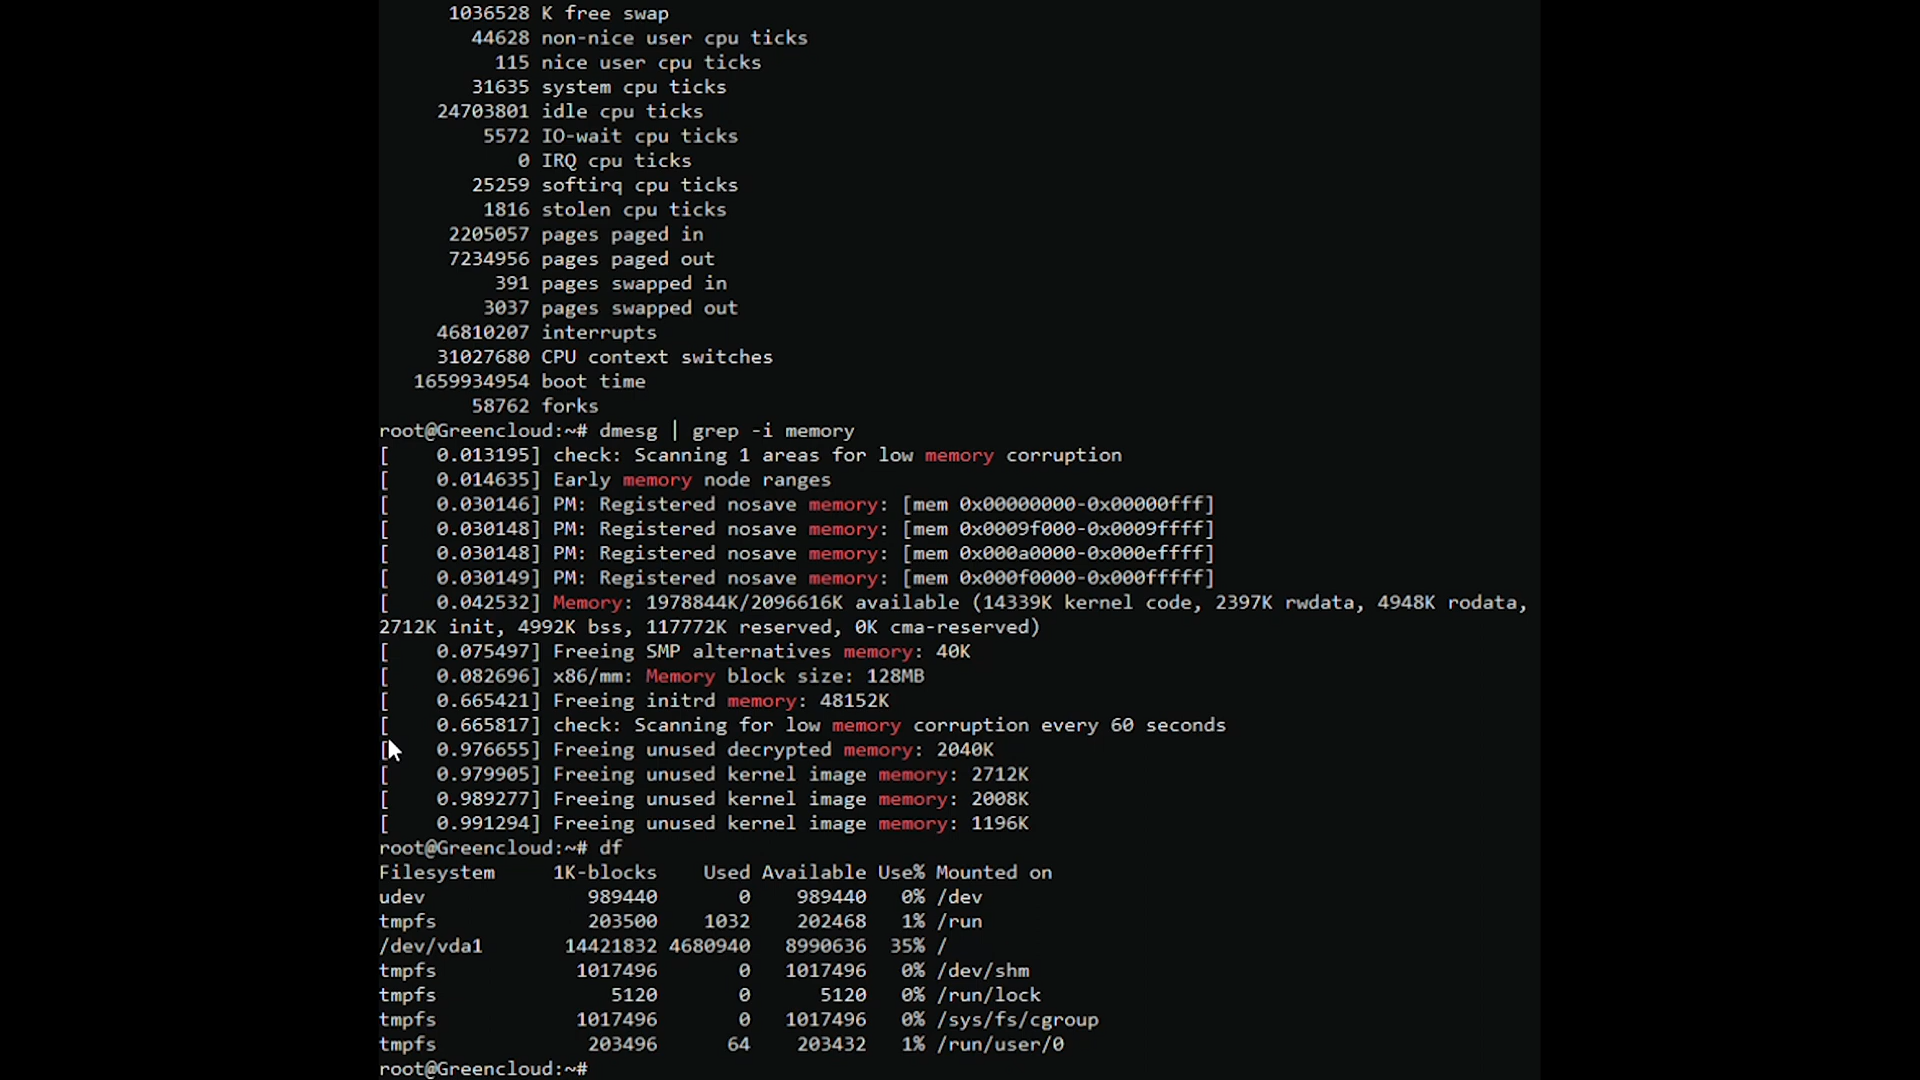 1036528 K free swap
44628 non-nice user cpu ticks
115 nice user cpu ticks
31635 system cpu ticks
24703801 idle cpu ticks
5572 IO-wait cpu ticks
0 IRQ cpu ticks
25259 softirq cpu ticks
1816 stolen cpu ticks
2205057 pages paged in
7234956 pages paged out
391 pages swapped in
3037 pages swapped out
46810207 interrupts
31027680 CPU context switches
1659934954 boot time
58762 forks
root@Greencloud:~# dmesg | grep -i memory
[    0.013195] check: Scanning 1 areas for low memory corruption
[    0.014635] Early memory node ranges
[    0.030146] PM: Registered nosave memory: [mem 0x00000000-0x00000fff]
[    0.030148] PM: Registered nosave memory: [mem 0x0009f000-0x0009ffff]
[    0.030148] PM: Registered nosave memory: [mem 0x000a0000-0x000effff]
[    0.030149] PM: Registered nosave memory: [mem 0x000f0000-0x000fffff]
[    0.042532] Memory: 1978844K/2096616K available (14339K kernel code, 2397K rwdata, 4948K rodata,
2712K init, 4992K bss, 117772K reserved, 0K cma-reserved)
[    0.075497] Freeing SMP alternatives memory: 40K
[    0.082696] x86/mm: Memory block size: 128MB
[    0.665421] Freeing initrd memory: 48152K
[    0.665817] check: Scanning for low memory corruption every 60 seconds
[    0.976655] Freeing unused decrypted memory: 2040K
[    0.979905] Freeing unused kernel image memory: 2712K
[    0.989277] Freeing unused kernel image memory: 2008K
[    0.991294] Freeing unused kernel image memory: 1196K
root@Greencloud:~# df
Filesystem     1K-blocks    Used Available Use% Mounted on
udev              989440       0    989440   0% /dev
tmpfs             203500    1032    202468   1% /run
/dev/vda1       14421832 4680940   8990636  35% /
tmpfs            1017496       0   1017496   0% /dev/shm
tmpfs               5120       0      5120   0% /run/lock
tmpfs            1017496       0   1017496   0% /sys/fs/cgroup
tmpfs             203496      64    203432   1% /run/user/0
root@Greencloud:~#